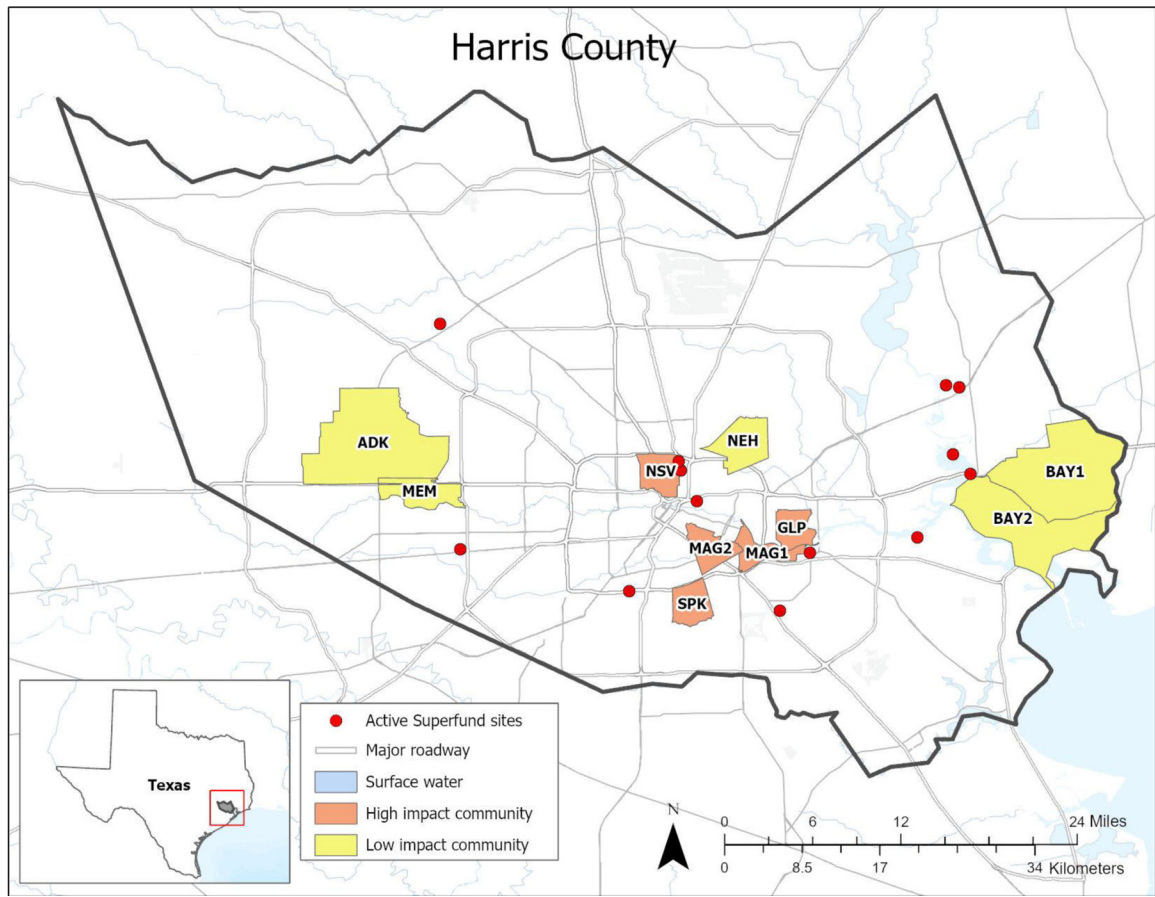 Harris County
ADK
MEM
NSV
NEH
BAY1
BAY2
GLP
MAG2
MAG1
SPK
Texas
Active Superfund sites
Major roadway
Surface water
High impact community
Low impact community
N
0 6 12 24 Miles
0 8.5 17 34 Kilometers